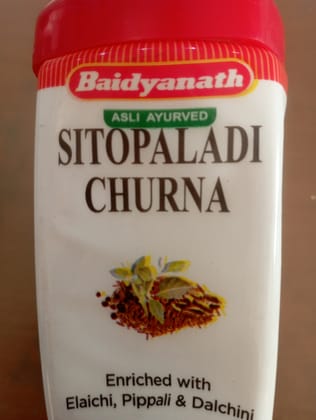 Baidyanath
ASLI AYURVED
SITOPALADI
CHURNA
Enriched with
Elaichi, Pippali & Dalchini